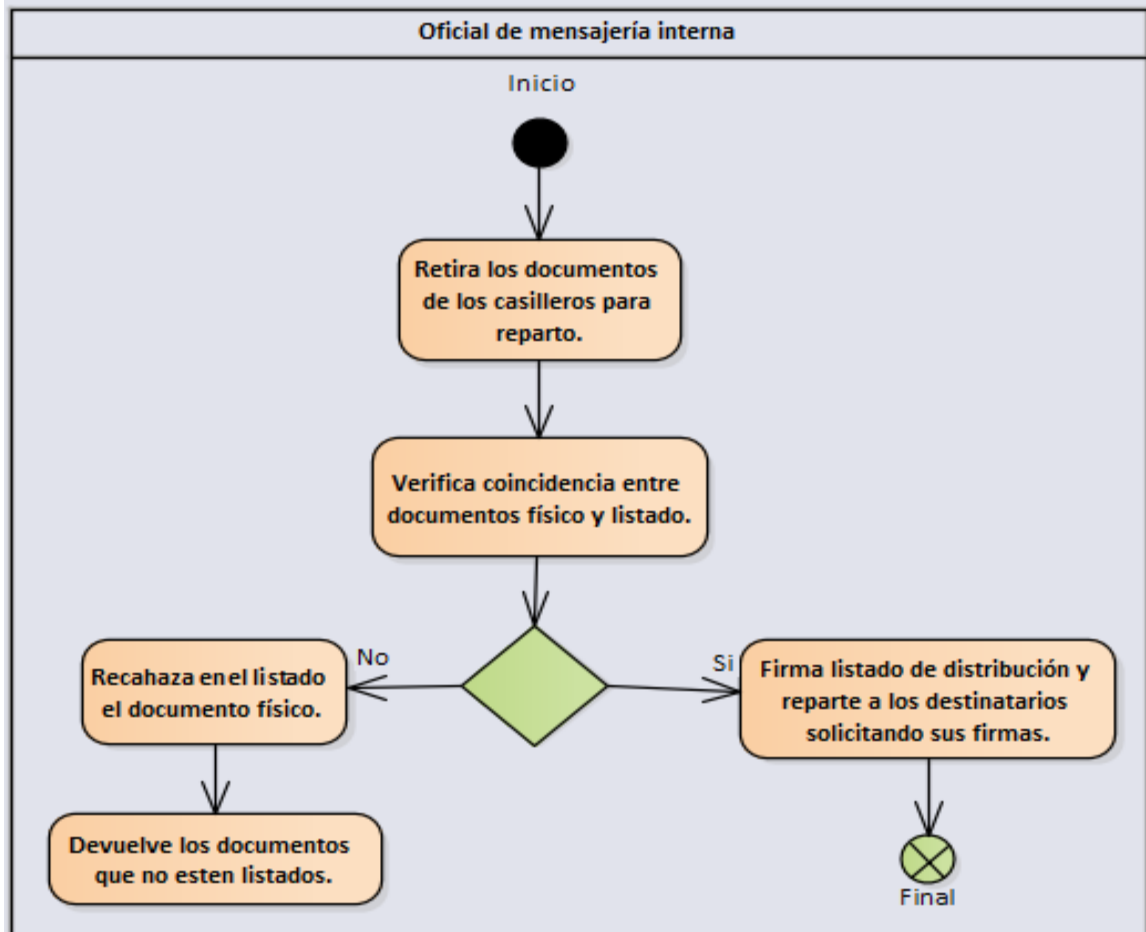 Oficial de mensajería interna
Inicio
Retira los documentos
de los casilleros para
reparto.
Verifica coincidencia entre
documentos físico y listado.
No
Si
Recahaza en el listado
el documento físico.
Firma listado de distribución y
reparte a los destinatarios
solicitando sus firmas.
Devuelve los documentos
que no esten listados.
Final